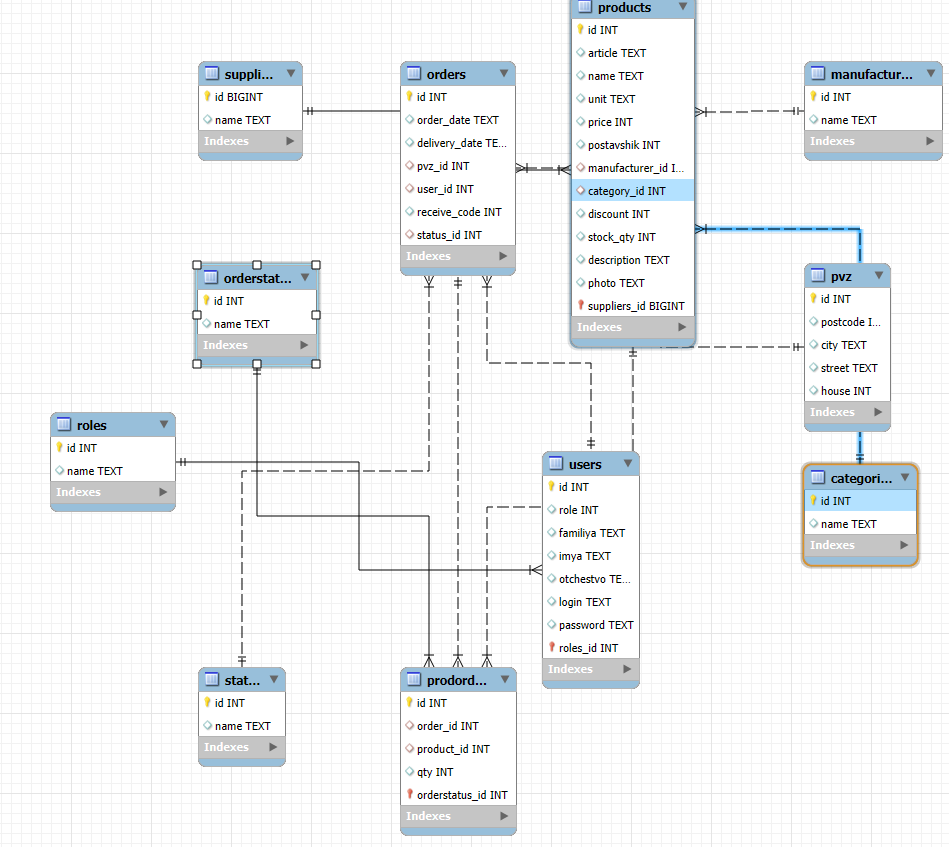 products
id INT
article TEXT
name TEXT
unit TEXT
price INT
postavshik INT
manufacturer_id I...
category_id INT
discount INT
stock_qty INT
description TEXT
photo TEXT
suppliers_id BIGINT
Indexes
suppli...
id BIGINT
name TEXT
Indexes
orders
id INT
order_date TEXT
delivery_date TE...
pvz_id INT
user_id INT
receive_code INT
status_id INT
Indexes
manufactur...
id INT
name TEXT
Indexes
orderstat...
id INT
name TEXT
Indexes
pvz
id INT
postcode I...
city TEXT
street TEXT
house INT
Indexes
roles
id INT
name TEXT
Indexes
users
id INT
role INT
familiya TEXT
imya TEXT
otchestvo TE...
login TEXT
password TEXT
roles_id INT
Indexes
categori...
id INT
name TEXT
Indexes
stat...
id INT
name TEXT
Indexes
prodord...
id INT
order_id INT
product_id INT
qty INT
orderstatus_id INT
Indexes